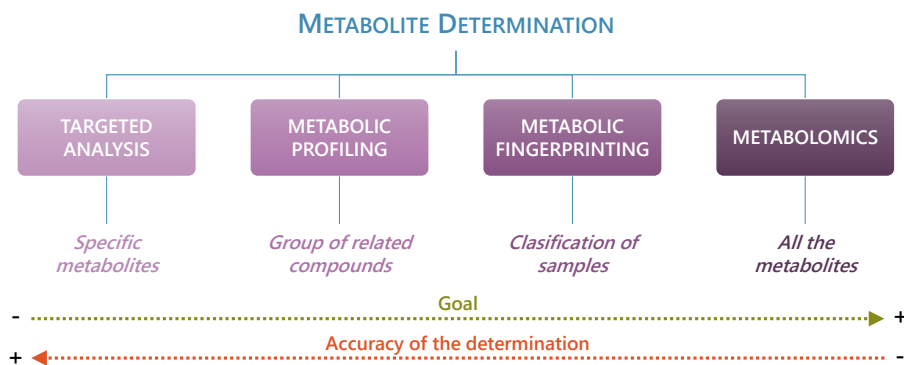 METABOLITE DETERMINATION
TARGETED ANALYSIS
METABOLIC PROFILING
METABOLIC FINGERPRINTING
METABOLOMICS
Specific metabolites
Group of related compounds
Clasification of samples
All the metabolites
- Goal +
+ Accuracy of the determination -